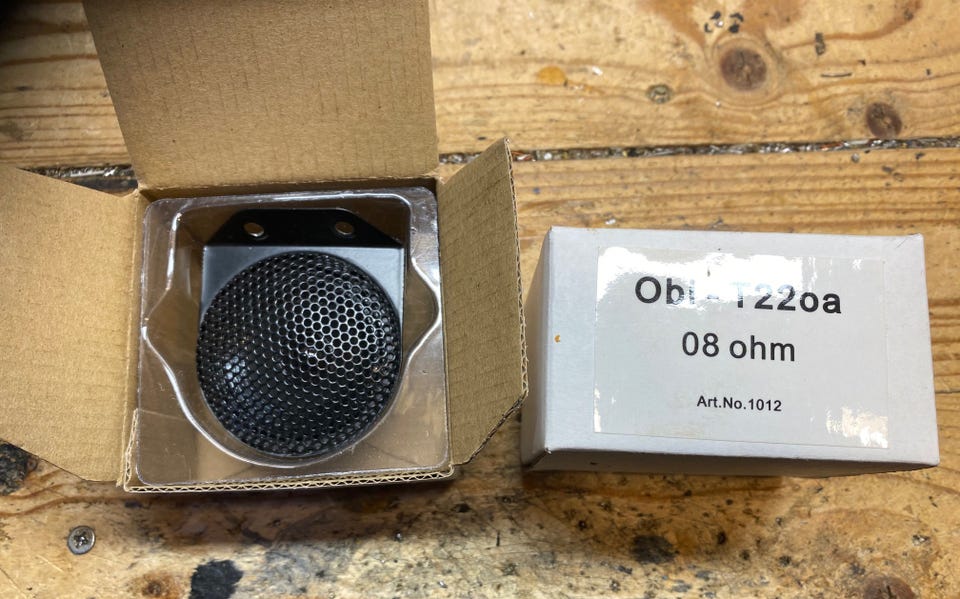 Obl - T22oa
08 ohm
Art.No.1012